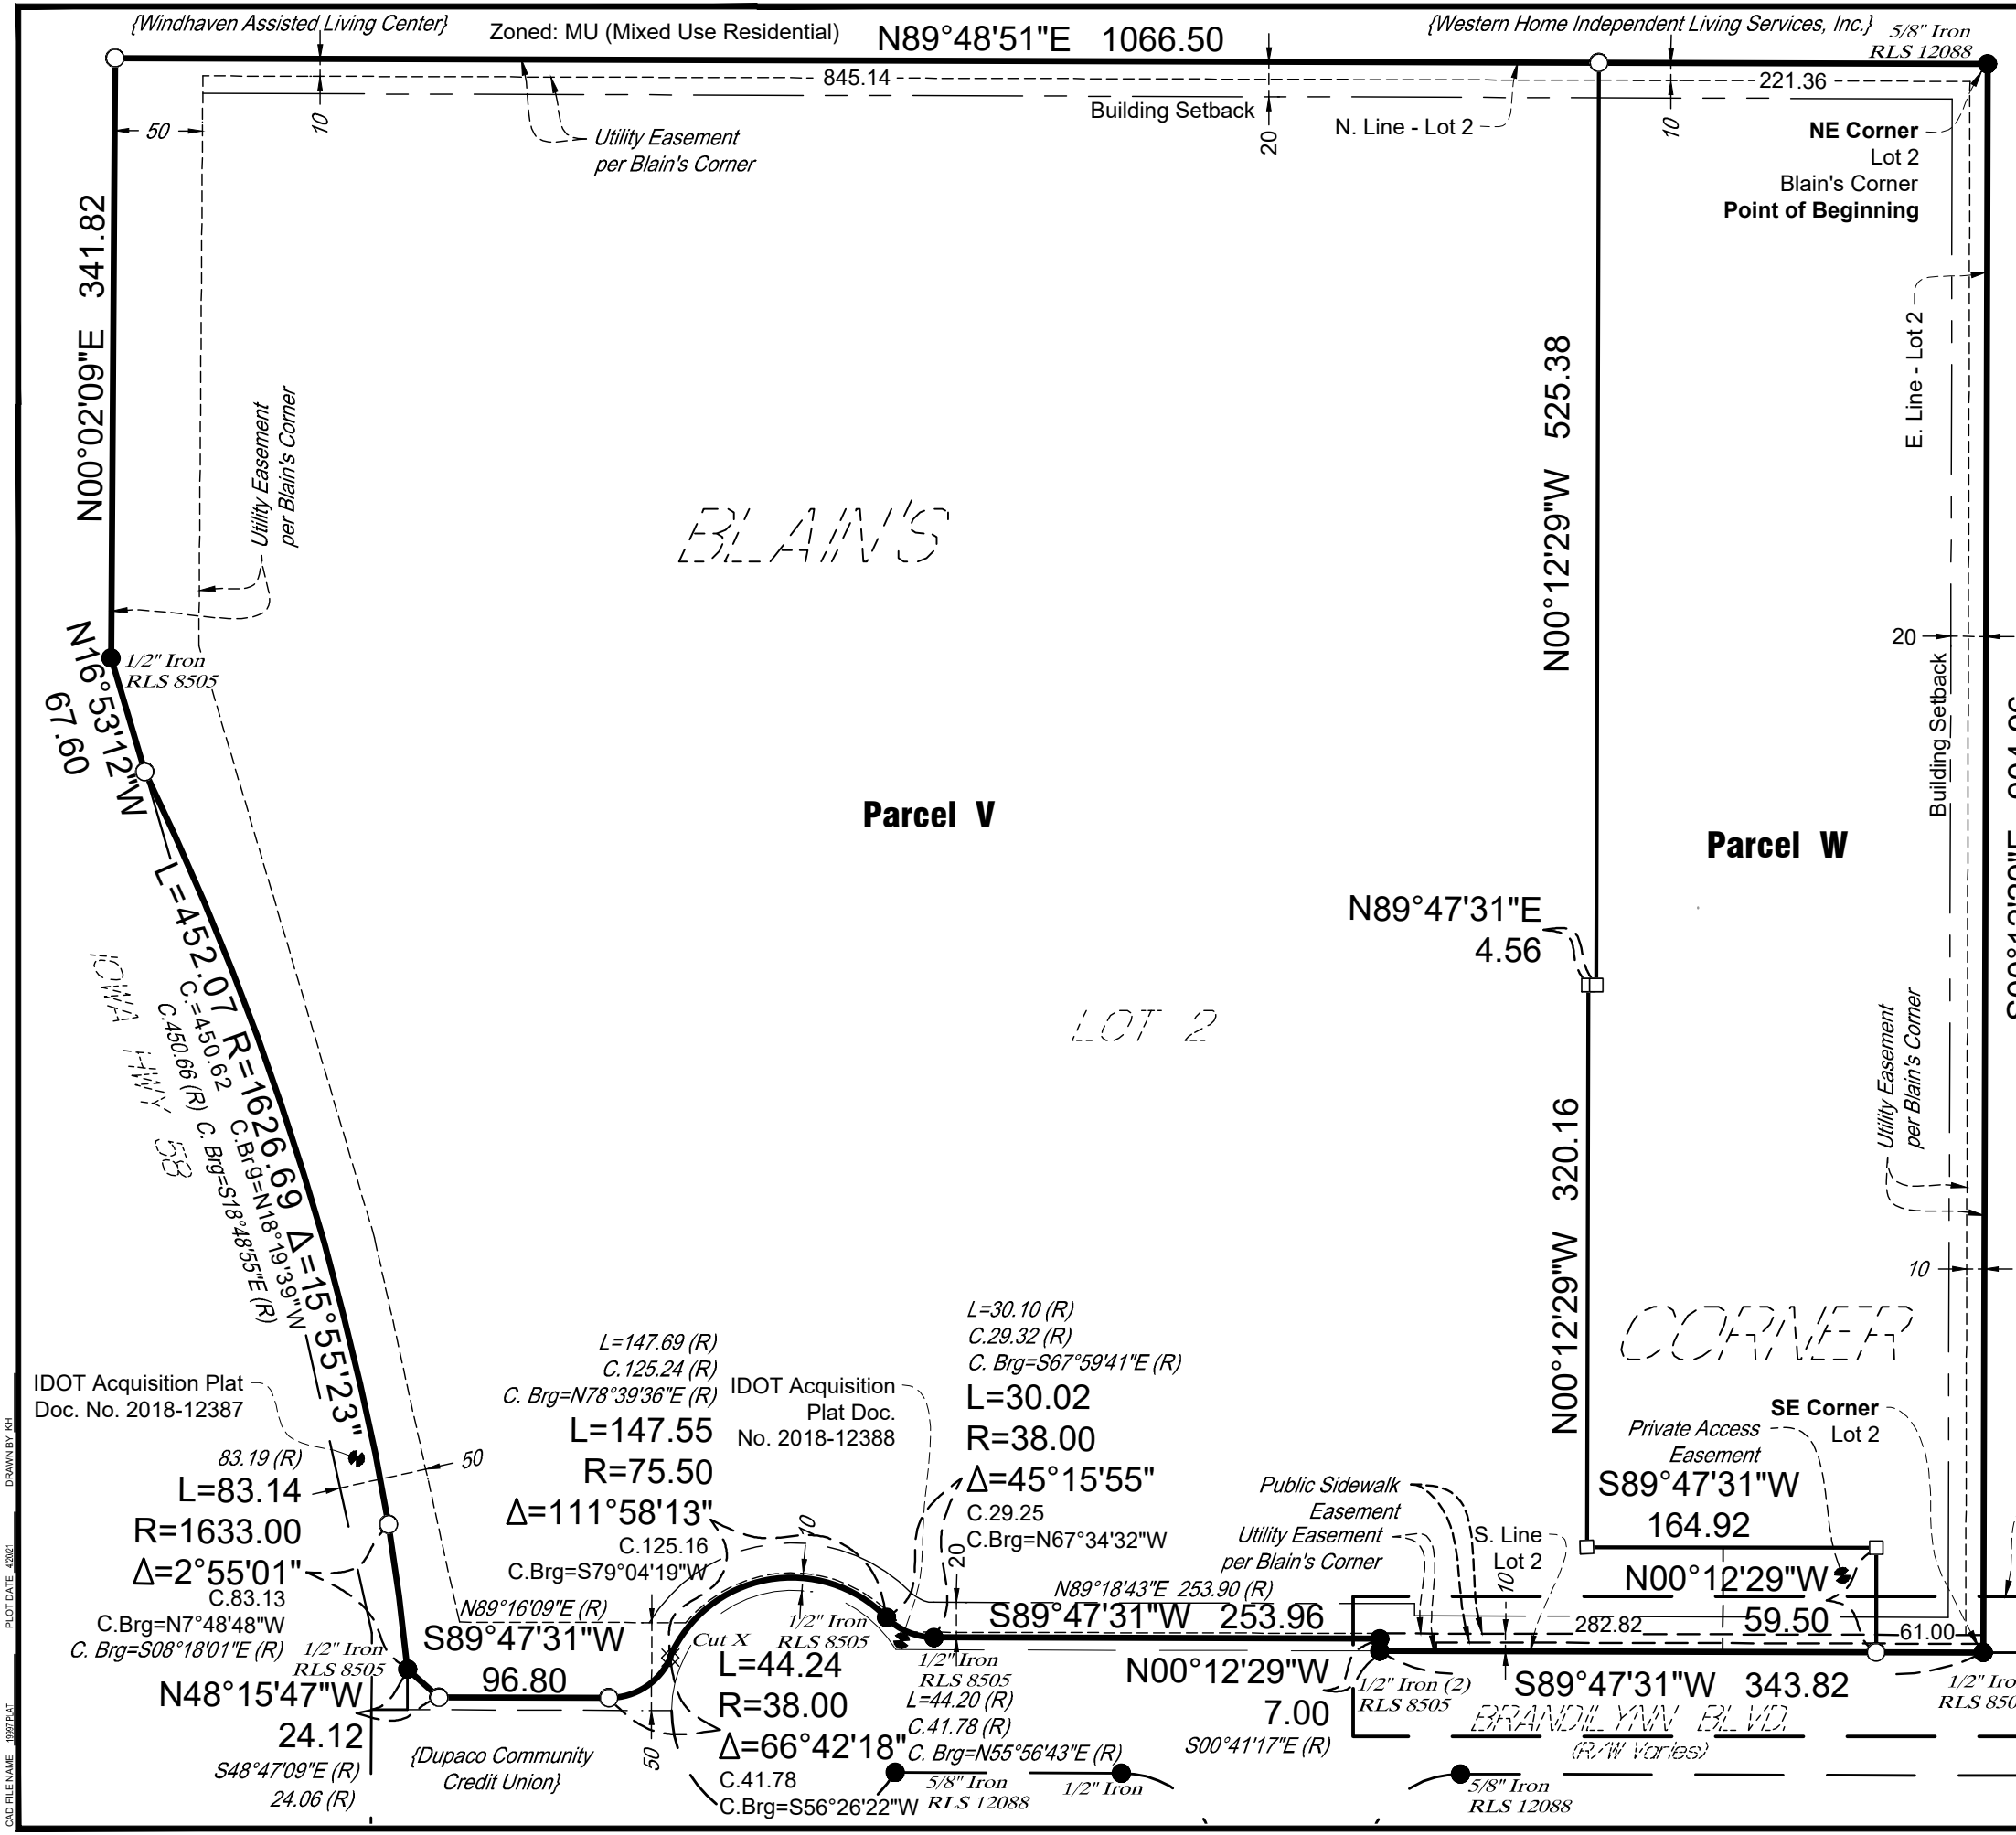 {Windhaven Assisted Living Center}
Zoned: MU (Mixed Use Residential)
N89°48'51"E 1066.50
{Western Home Independent Living Services, Inc.}
5/8" Iron
RLS 12088
845.14
221.36
50
10
Utility Easement
per Blain's Corner
Building Setback
20
N. Line - Lot 2
10
NE Corner
Lot 2
Blain's Corner
Point of Beginning
N00°02'09"E 341.82
Utility Easement
per Blain's Corner
BLAIN'S
N00°12'29"W 525.38
E. Line - Lot 2
20
Building Setback
1/2" Iron
RLS 8505
N16°53'12"W
67.60
Parcel V
Parcel W
N89°47'31"E
4.56
LOT 2
L=452.07 R=1626.69 Δ=15°55'23"
C.=450.62 C.Brg=N18°19'39"W
C.450.66 (R) C. Brg=S18°48'55"E (R)
IOWA HWY 58
Utility Easement
per Blain's Corner
N00°12'29"W 320.16
10
CORNER
IDOT Acquisition Plat
Doc. No. 2018-12387
83.19 (R)
L=83.14
R=1633.00
Δ=2°55'01"
C.83.13
C.Brg=N7°48'48"W
C. Brg=S08°18'01"E (R)
50
L=147.69 (R)
C.125.24 (R)
C. Brg=N78°39'36"E (R)
L=147.55
R=75.50
Δ=111°58'13"
C.125.16
C.Brg=S79°04'19"W
IDOT Acquisition
Plat Doc.
No. 2018-12388
L=30.10 (R)
C.29.32 (R)
C. Brg=S67°59'41"E (R)
L=30.02
R=38.00
Δ=45°15'55"
C.29.25
C.Brg=N67°34'32"W
10
20
Public Sidewalk
Easement
Utility Easement
per Blain's Corner
S. Line
Lot 2
10
Private Access
Easement
SE Corner
Lot 2
S89°47'31"W
164.92
N00°12'29"W
59.50
282.82
61.00
N89°16'09"E (R)
S89°47'31"W
96.80
1/2" Iron
RLS 8505
Cut X
1/2" Iron
RLS 8505
N89°18'43"E 253.90 (R)
S89°47'31"W 253.96
1/2" Iron
RLS 8505
N48°15'47"W
24.12
S48°47'09"E (R)
24.06 (R)
{Dupaco Community
Credit Union}
50
L=44.24
R=38.00
Δ=66°42'18"
C.41.78
C.Brg=S56°26'22"W
L=44.20 (R)
C.41.78 (R)
C. Brg=N55°56'43"E (R)
5/8" Iron
RLS 12088
1/2" Iron
N00°12'29"W
7.00
S00°41'17"E (R)
1/2" Iron (2)
RLS 8505
S89°47'31"W 343.82
BRANDILYNN BLVD.
(R/W Varies)
5/8" Iron
RLS 12088
CAD FILE NAME 19997.PLAT
PLOT DATE 4/20/21
DRAWN BY KH